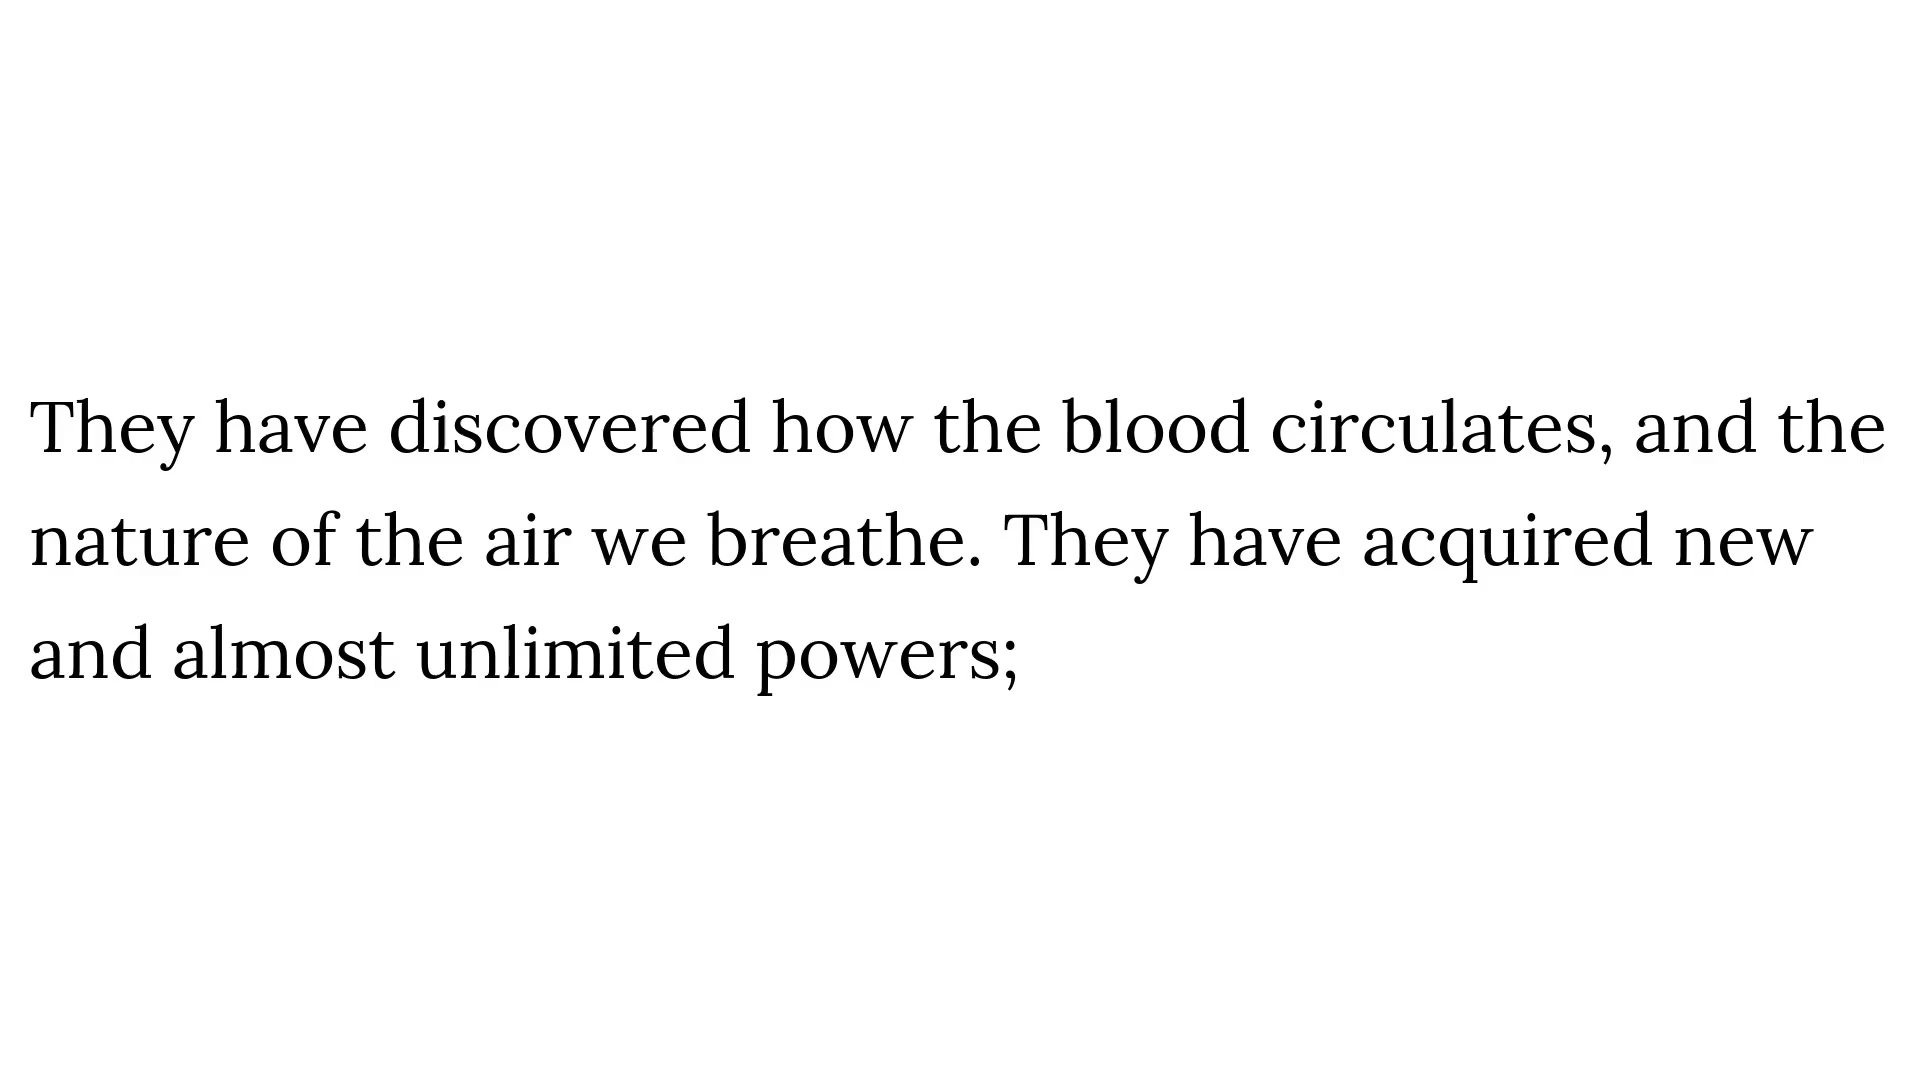 They have discovered how the blood circulates, and the
nature of the air we breathe. They have acquired new
and almost unlimited powers;